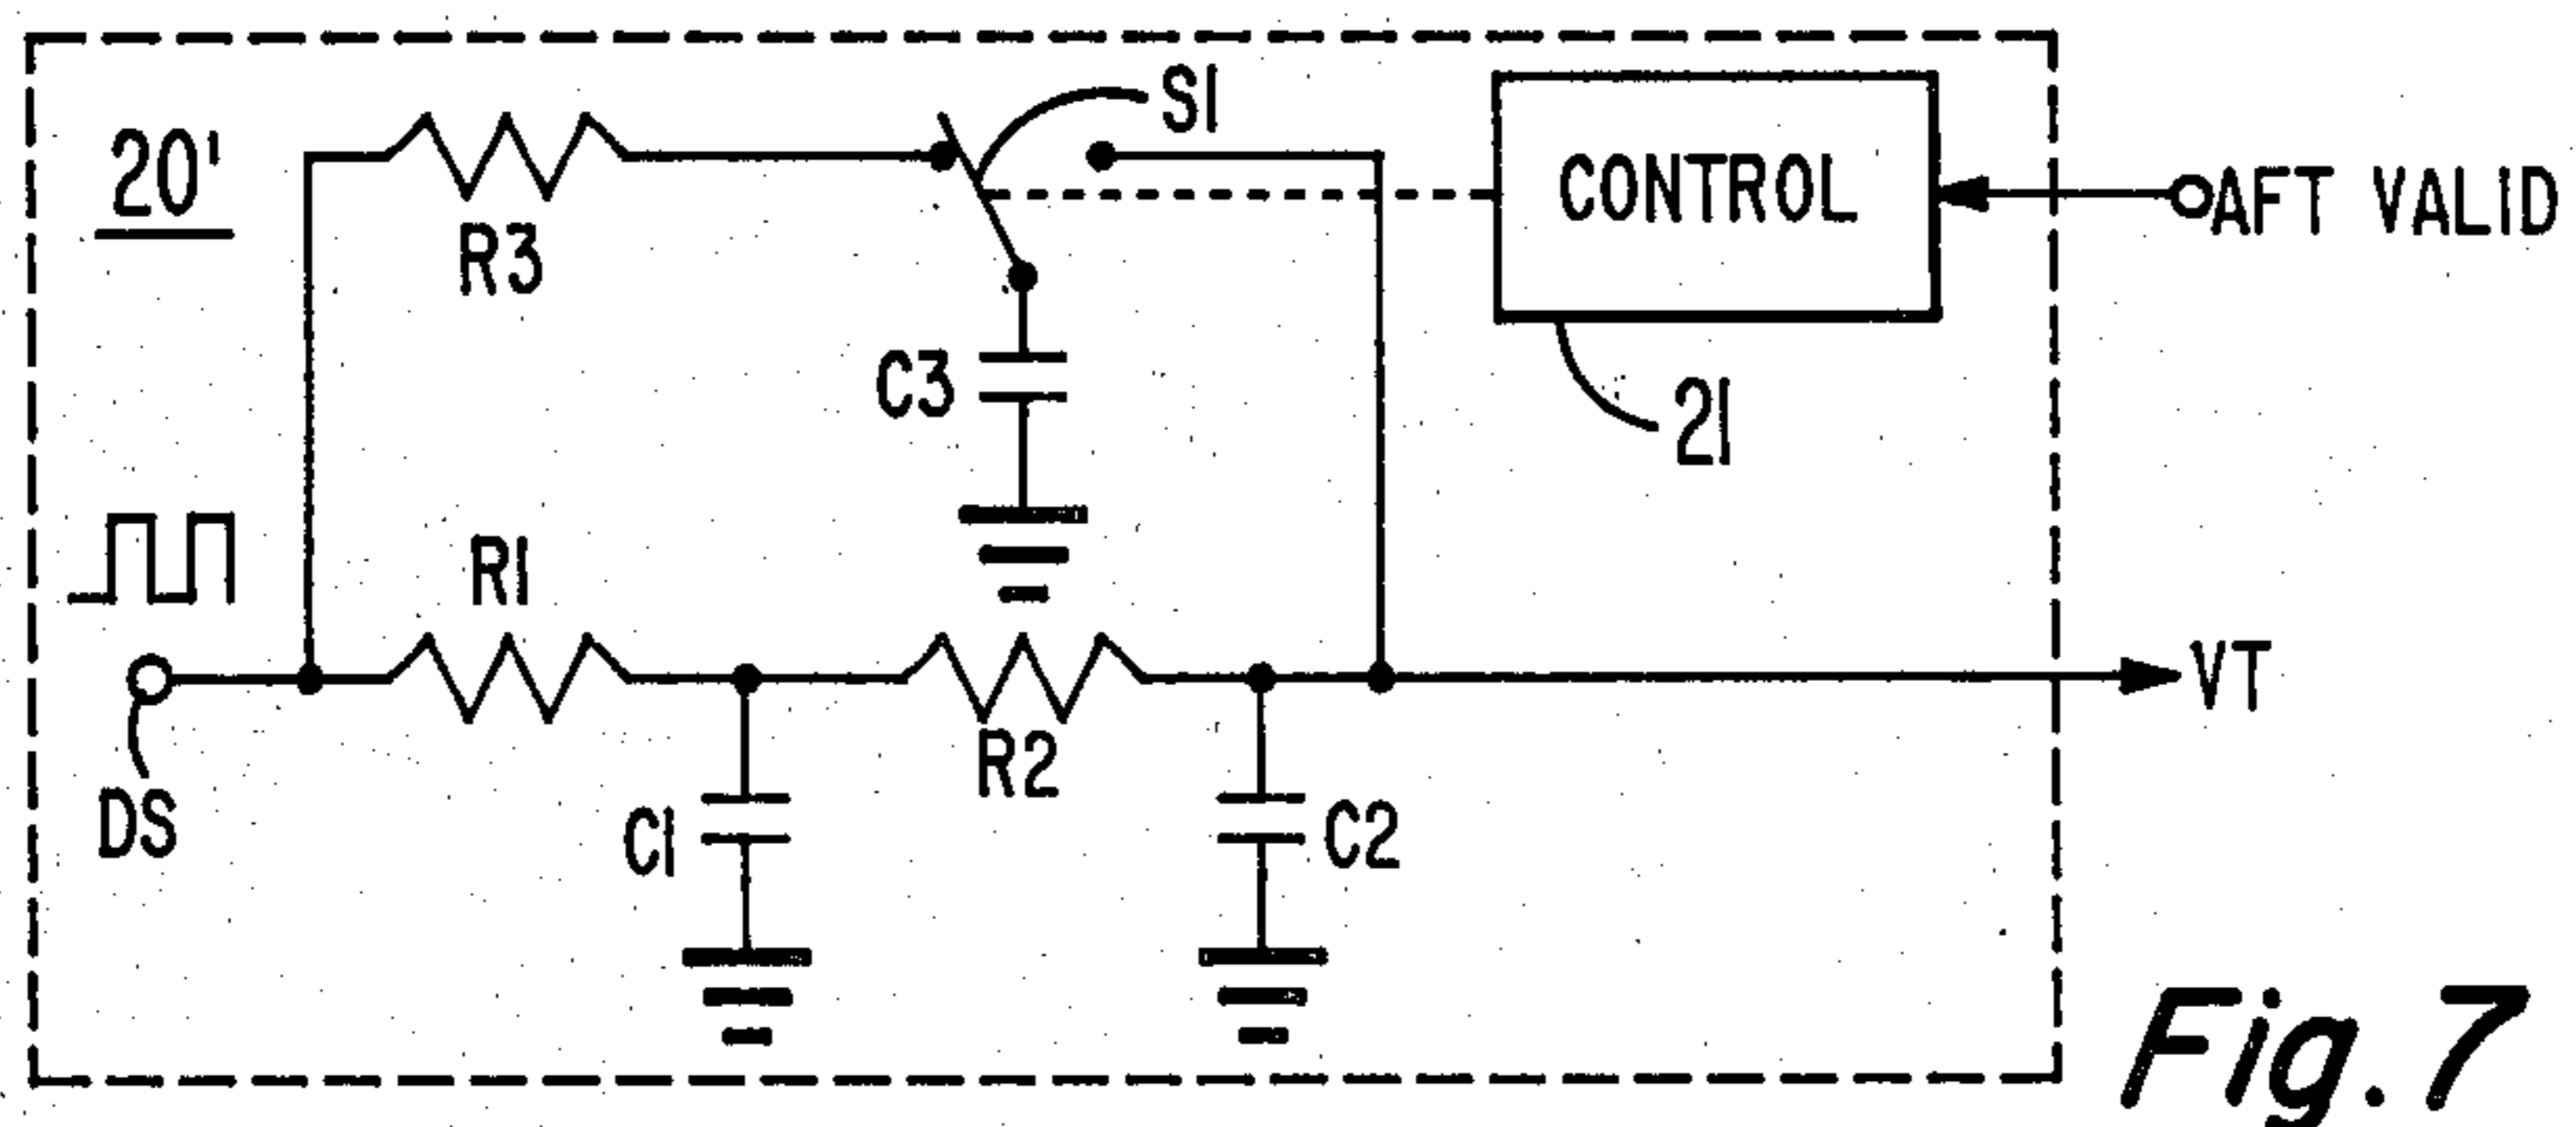 20'
S1
CONTROL
AFT VALID
R3
C3
21
R1
VT
DS
R2
C1
C2
Fig. 7